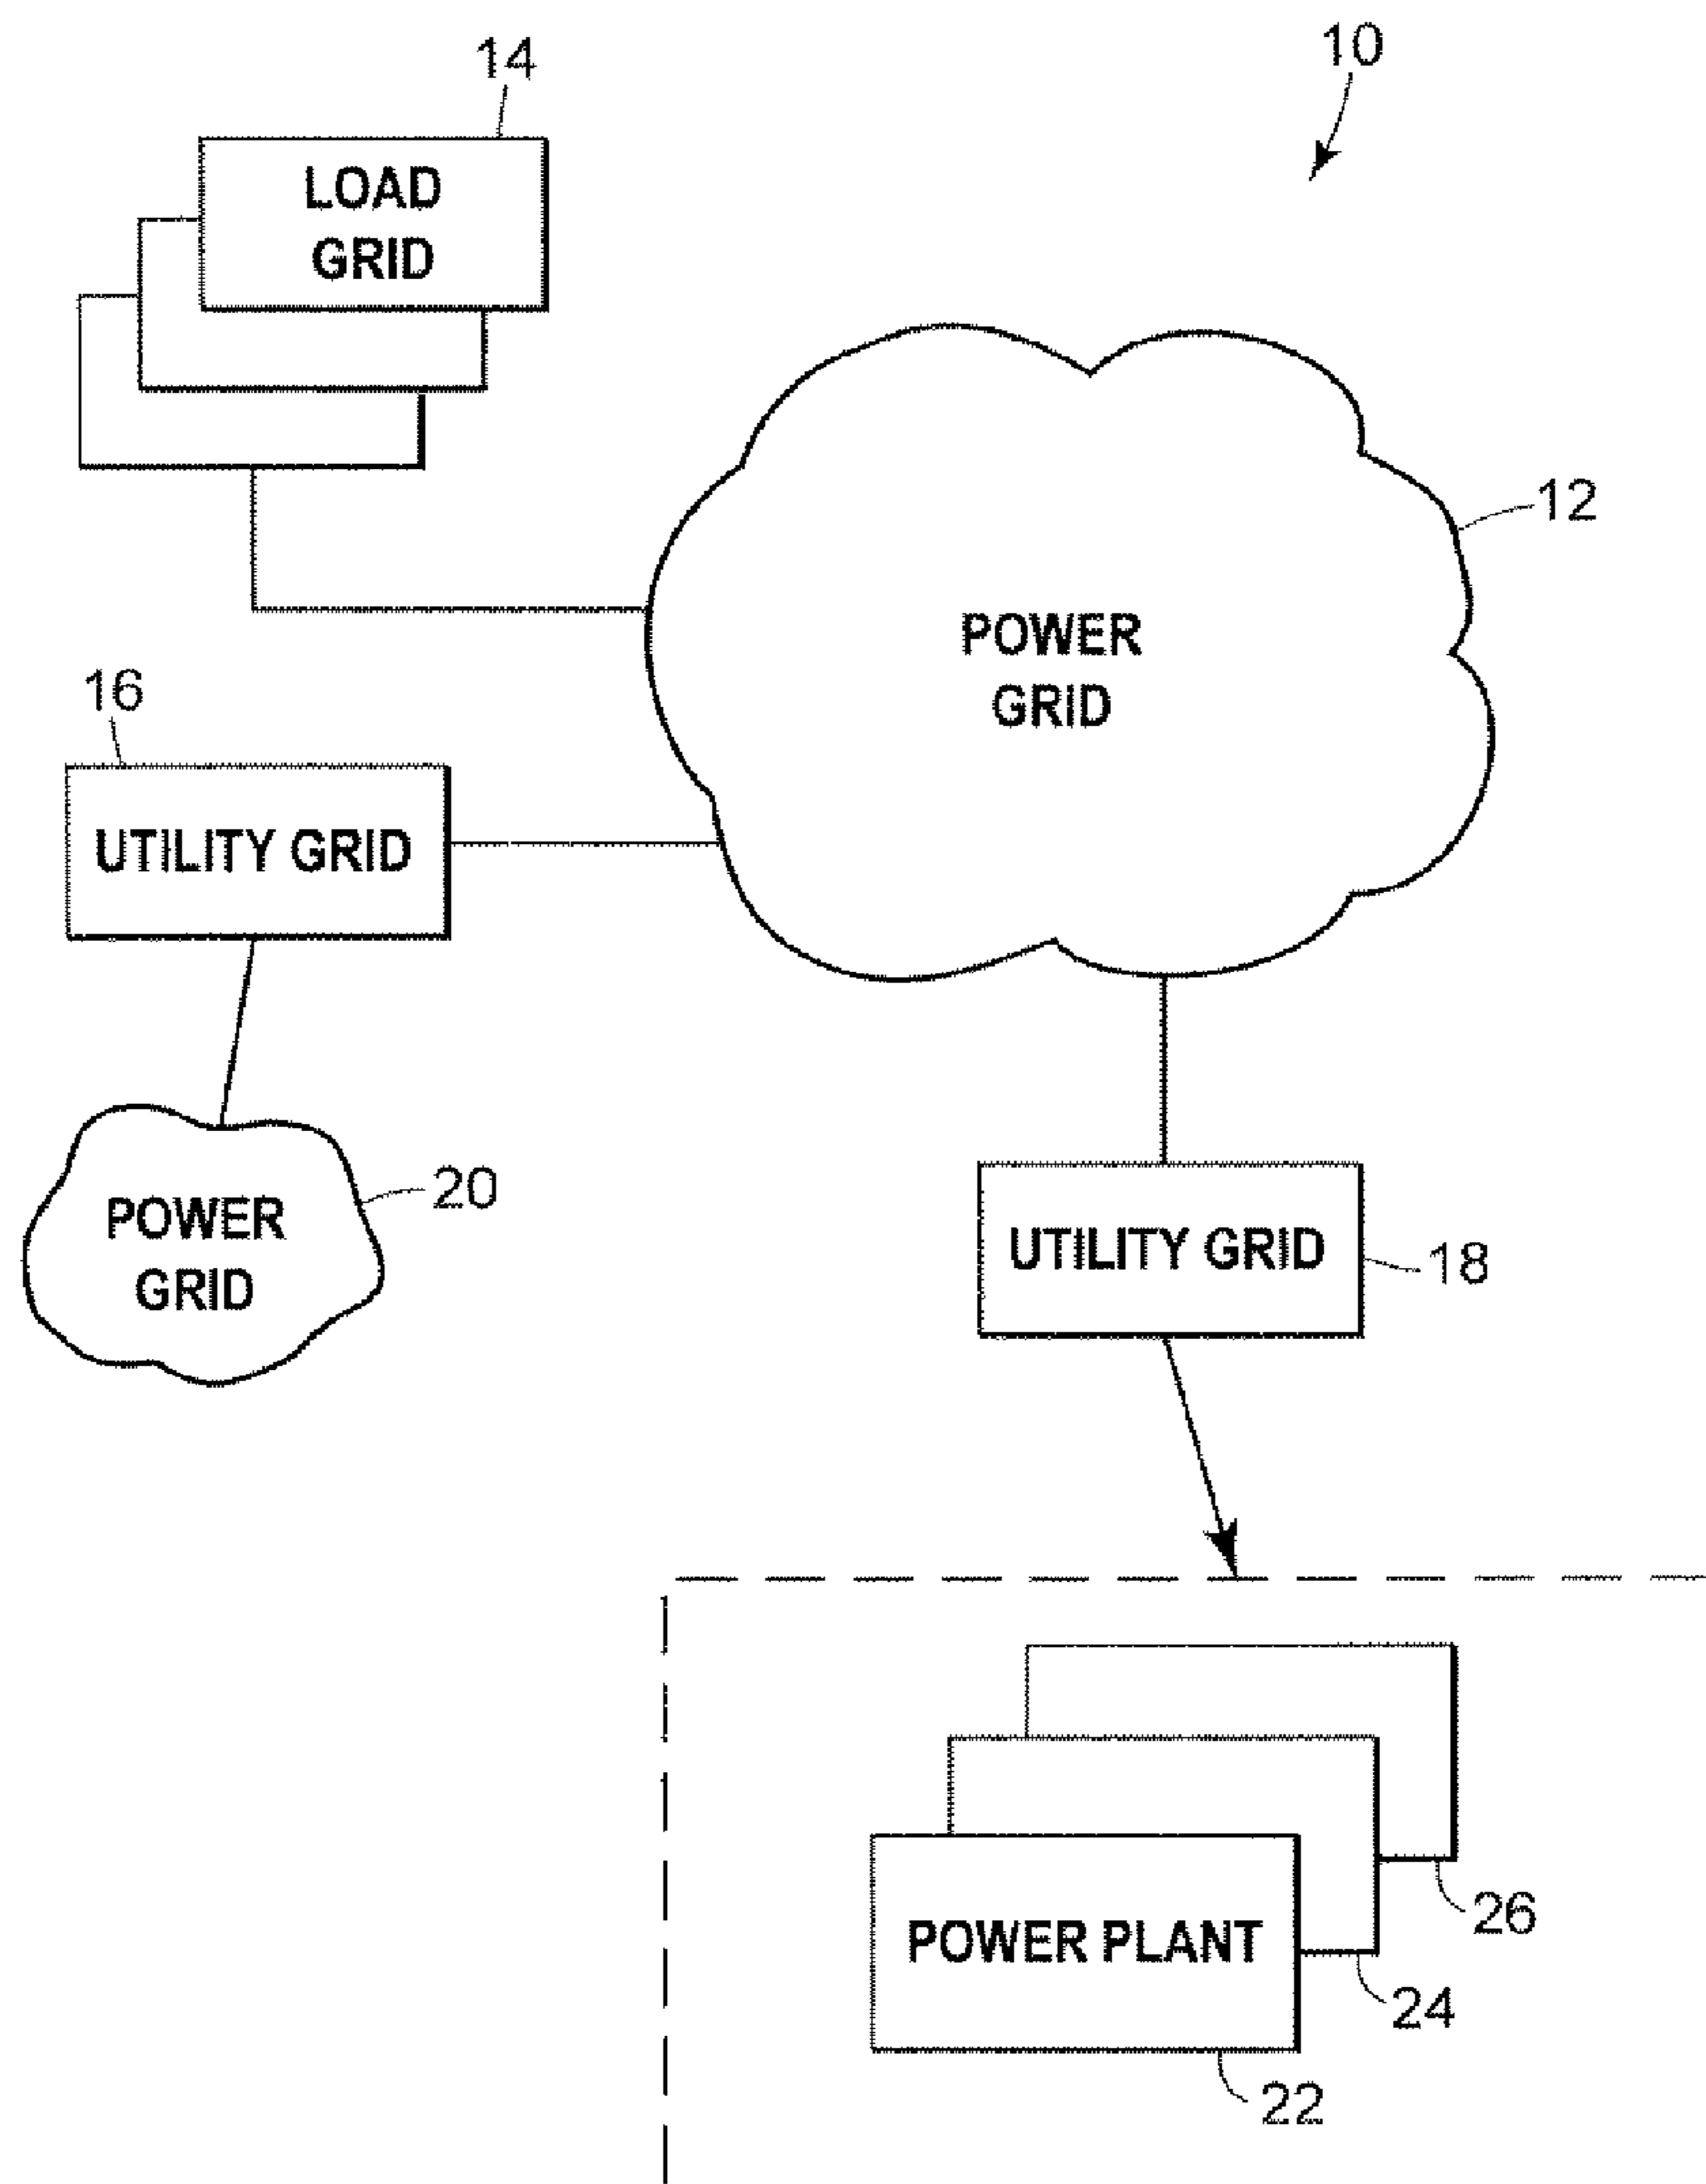 14
10
LOAD
GRID
12
POWER
GRID
16
UTILITY GRID
20
POWER
GRID
UTILITY GRID
18
26
POWER PLANT
24
22